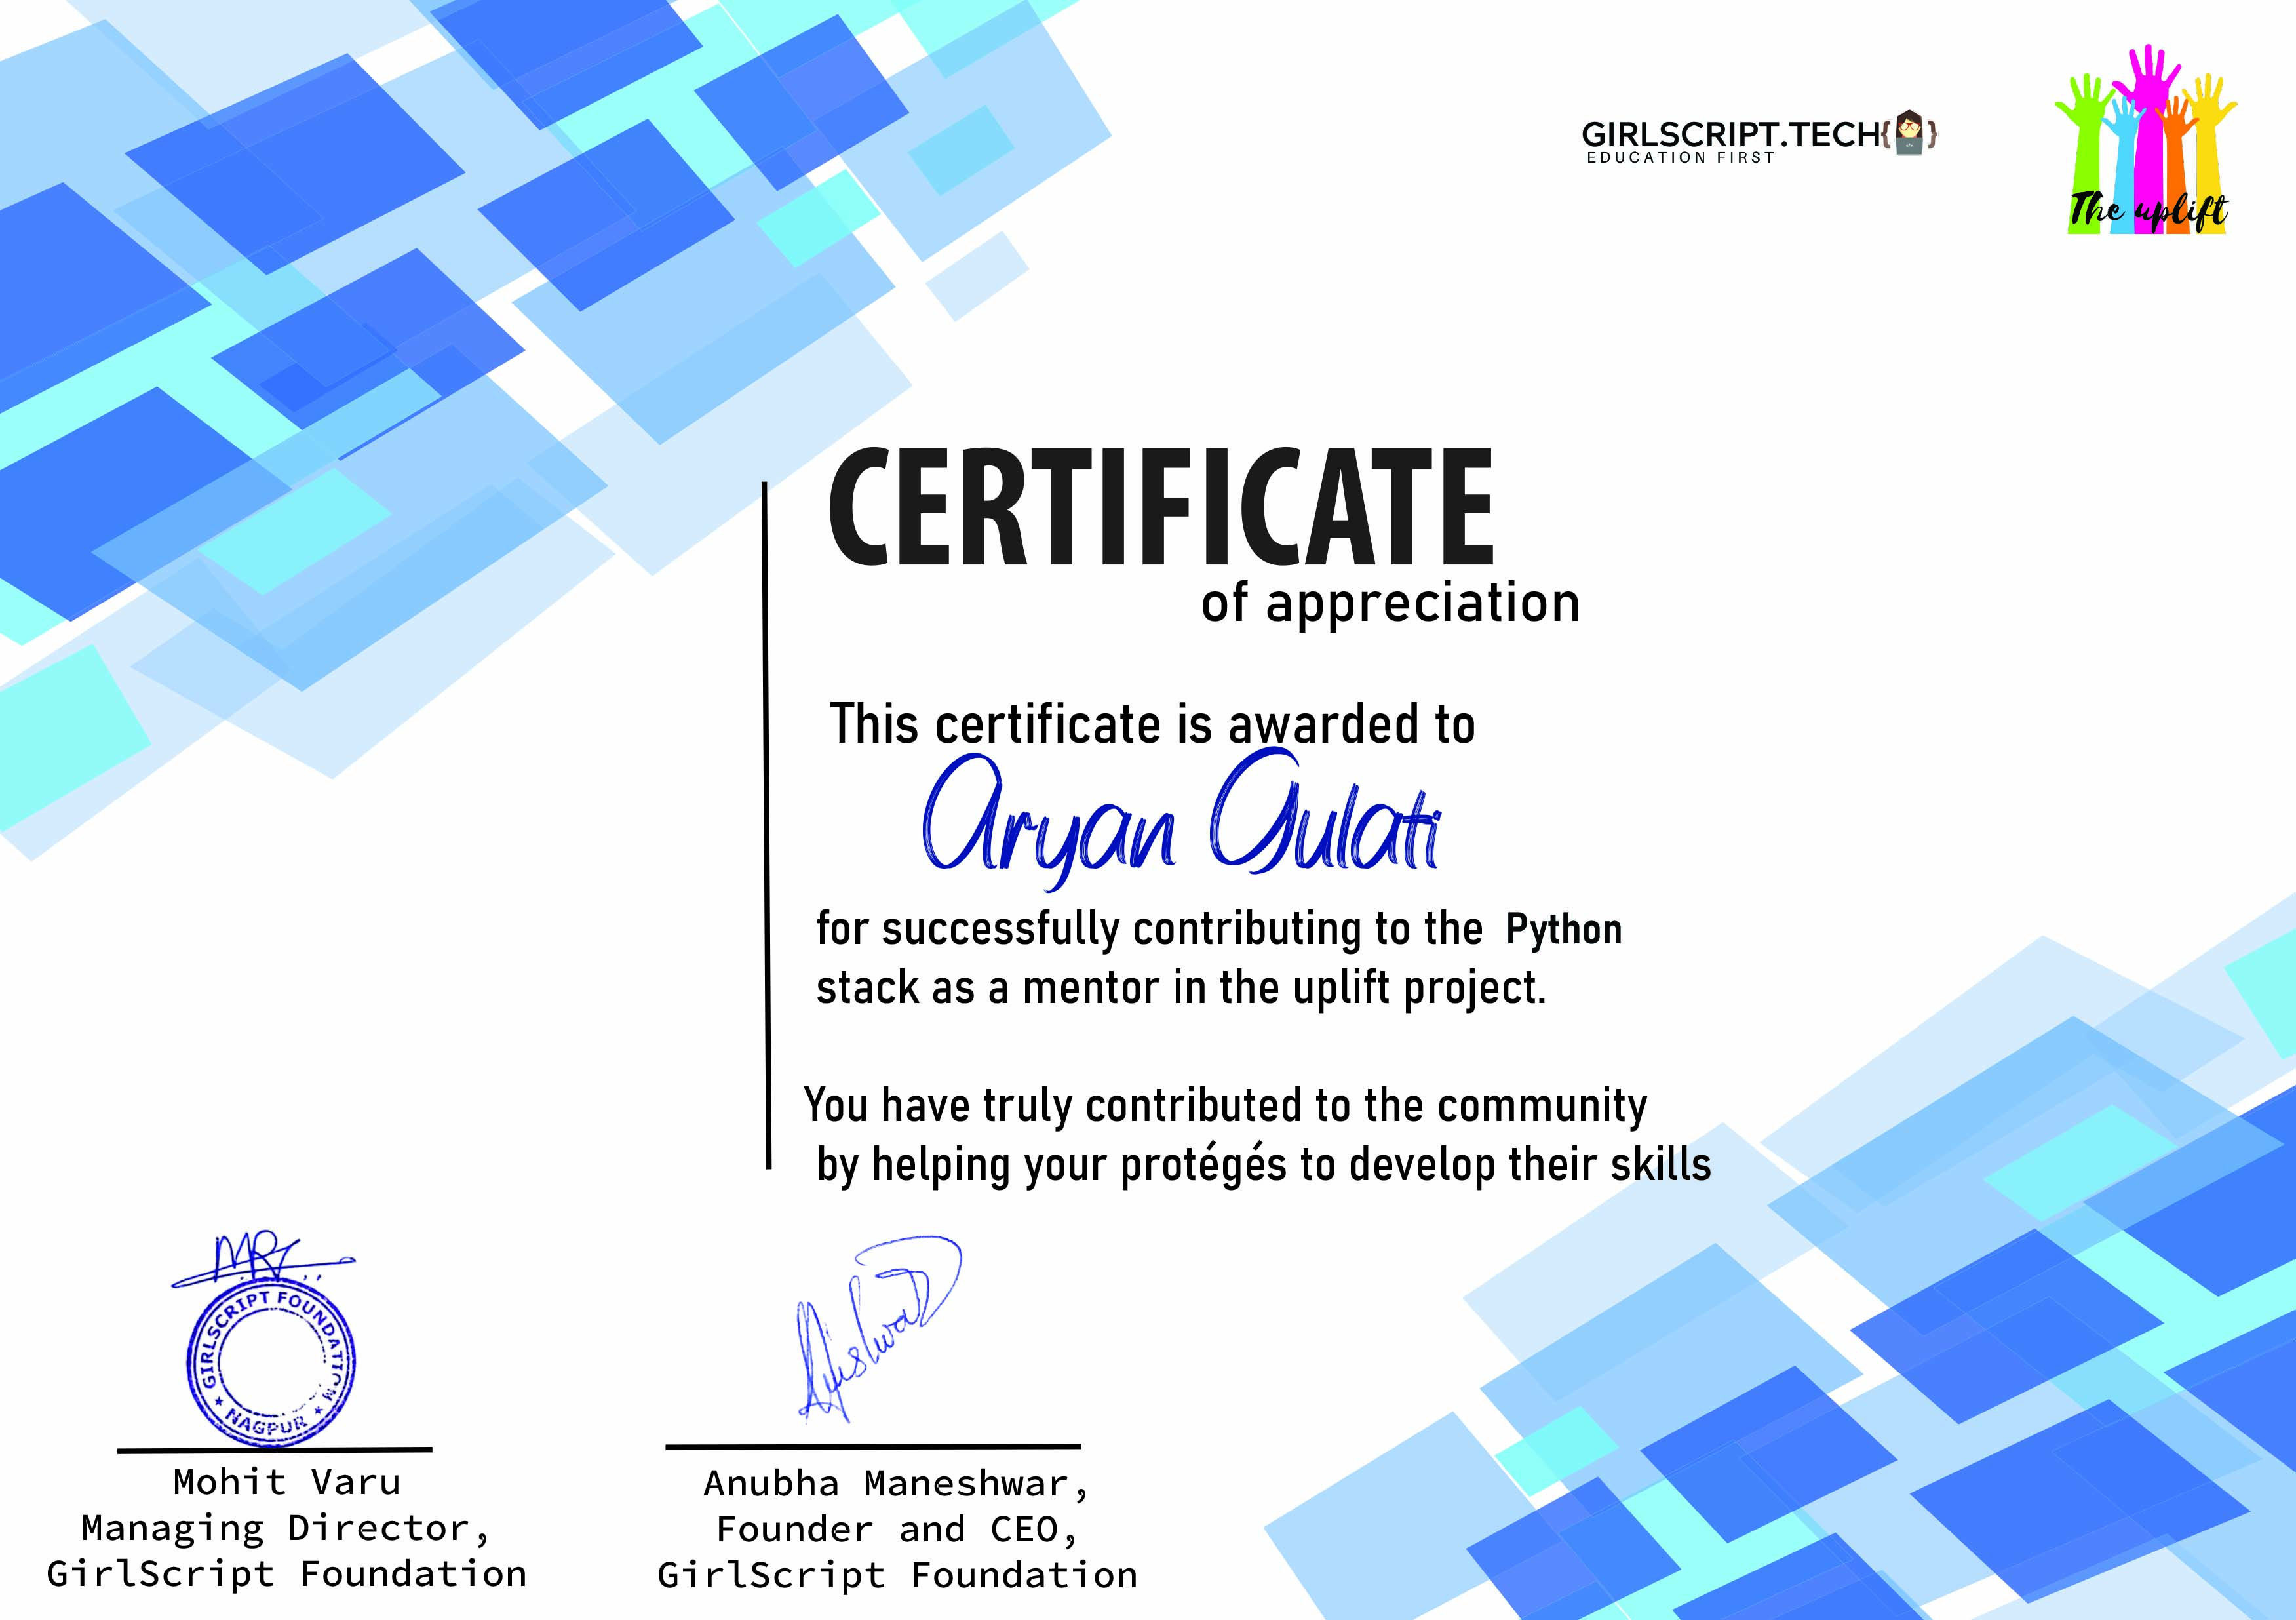 GIRLSCRIPT.TECH{ }
EDUCATION FIRST
The uplift
CERTIFICATE
of appreciation
This certificate is awarded to
Aryan Gulati
for successfully contributing to the Python
stack as a mentor in the uplift project.
You have truly contributed to the community
by helping your protégés to develop their skills
GIRLSCRIPT FOUNDATION
* NAGPUR *
Mohit Varu
Managing Director,
GirlScript Foundation
Anubha Maneshwar,
Founder and CEO,
GirlScript Foundation